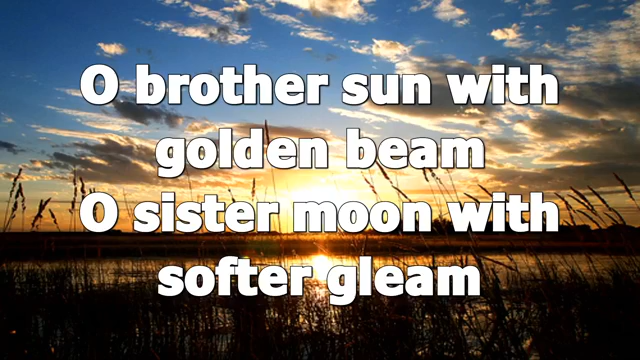 O brother sun with
golden beam
O sister moon with
softer gleam